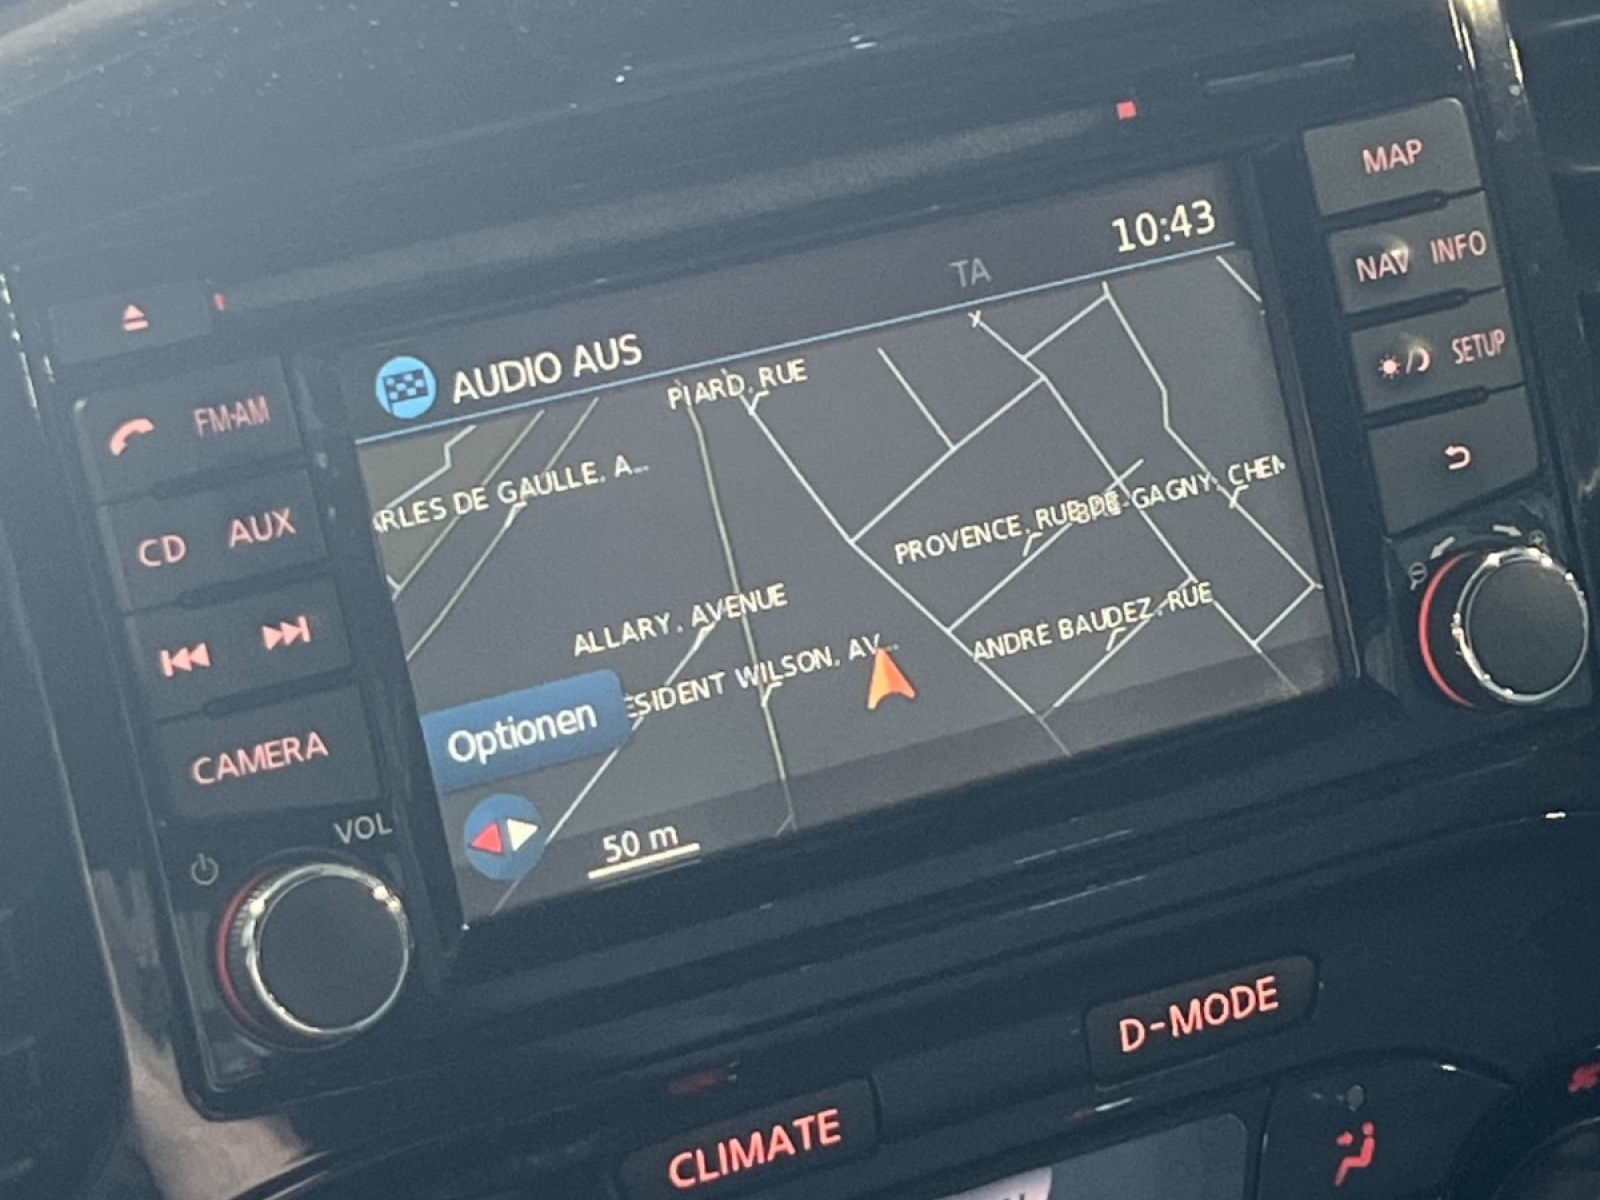 MAP
10:43
NAV INFO
TA
AUDIO AUS
SETUP
PIARD, RUE
FM·AM
ARLES DE GAULLE, A...
GAGNY, CHEM
PROVENCE, RUE DE
CD AUX
ALLARY, AVENUE
ANDRÉ BAUDEZ, RUE
ESIDENT WILSON, AV...
Optionen
CAMERA
VOL
50 m
D-MODE
CLIMATE